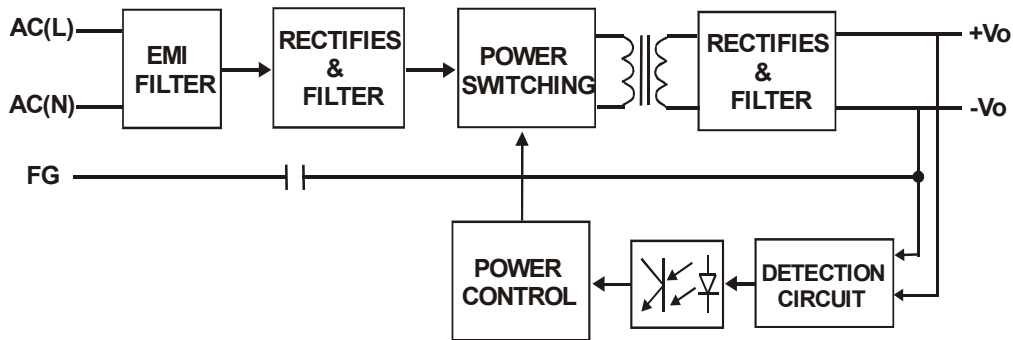 AC(L)
AC(N)
EMI
FILTER
RECTIFIES
&
FILTER
POWER
SWITCHING
RECTIFIES
&
FILTER
+Vo
-Vo
FG
POWER
CONTROL
DETECTION
CIRCUIT